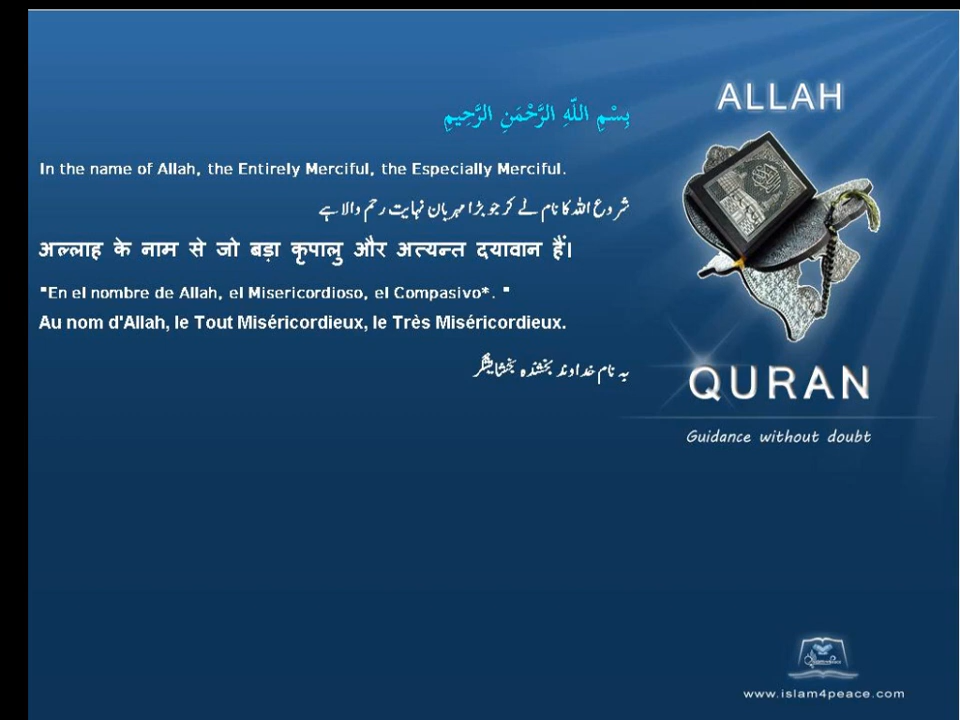 بِسْمِ اللّهِ الرَّحْمَنِ الرَّحِيمِ
In the name of Allah, the Entirely Merciful, the Especially Merciful.
شروع الله کا نام لے کر جو بڑا مہربان نہایت رحم والا ہے
अल्लाह के नाम से जो बड़ा कृपालु और अत्यन्त दयावान हैं।
"En el nombre de Allah, el Misericordioso, el Compasivo*. "
Au nom d'Allah, le Tout Miséricordieux, le Très Miséricordieux.
به نام خداوند بخشنده بخشایشگر
ALLAH
QURAN
Guidance without doubt
www.islam4peace.com